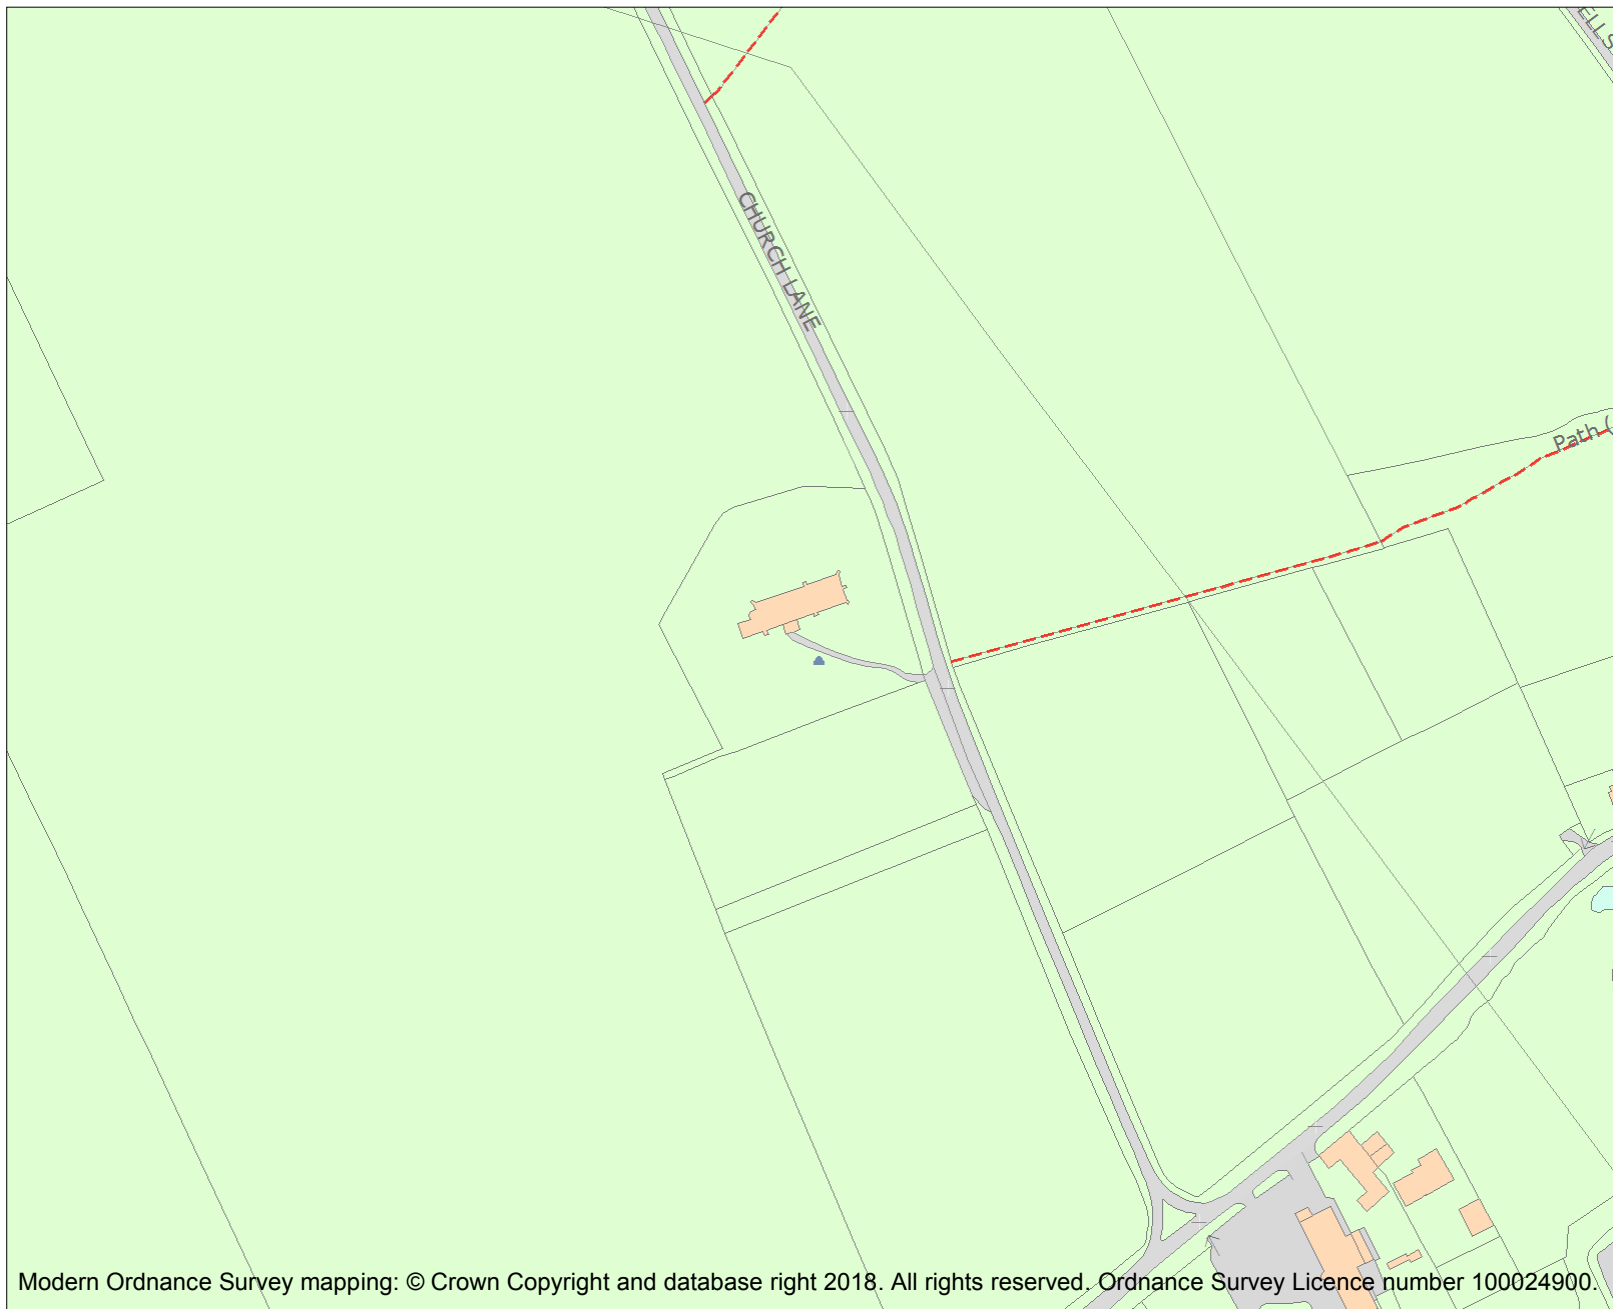 ELLS
CHURCH LANE
Path (
Modern Ordnance Survey mapping: © Crown Copyright and database right 2018. All rights reserved. Ordnance Survey Licence number 100024900.